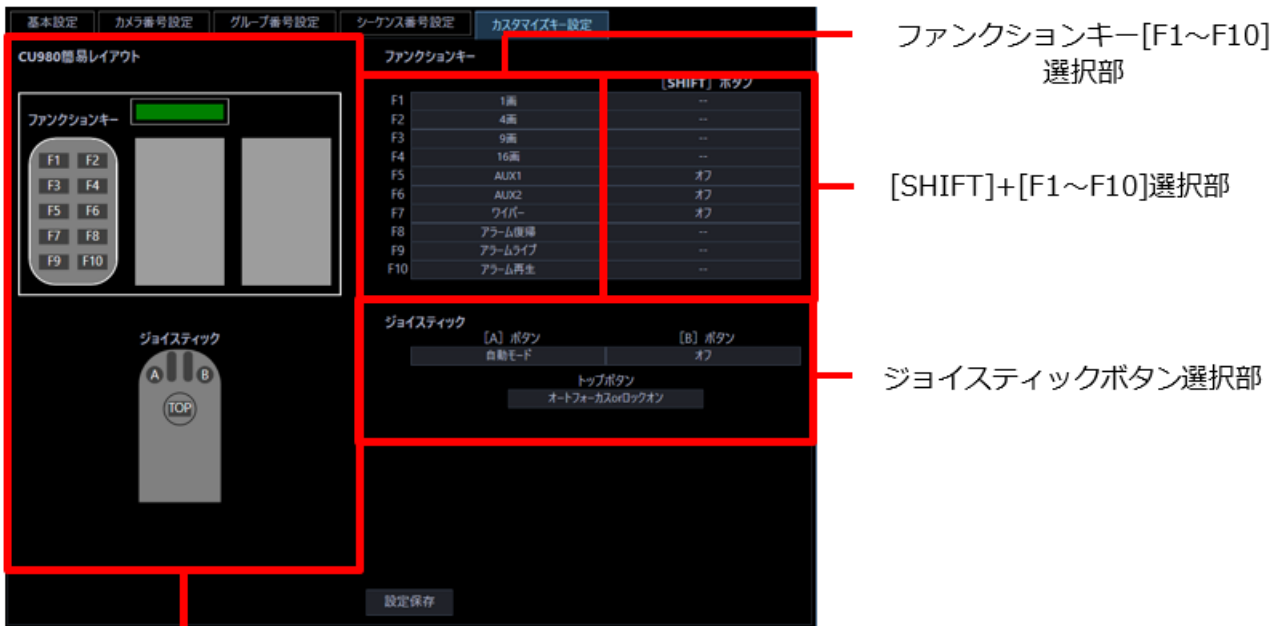 基本設定 カメラ番号設定 グループ番号設定 シーケンス番号設定 カスタマイズキー設定
CU980簡易レイアウト
ファンクションキー
F1 F2
F3 F4
F5 F6
F7 F8
F9 F10
ジョイスティック
A B
TOP
ファンクションキー
[SHIFT] ボタン
F1 1画 --
F2 4画 --
F3 9画 --
F4 16画 --
F5 AUX1 オフ
F6 AUX2 オフ
F7 ワイパー オフ
F8 アラーム復帰 --
F9 アラームライブ --
F10 アラーム再生 --
ジョイスティック
[A] ボタン [B] ボタン
自動モード オフ
トップボタン
オートフォーカスorロックオン
設定保存
ファンクションキー[F1~F10]
選択部
[SHIFT]+[F1~F10]選択部
ジョイスティックボタン選択部